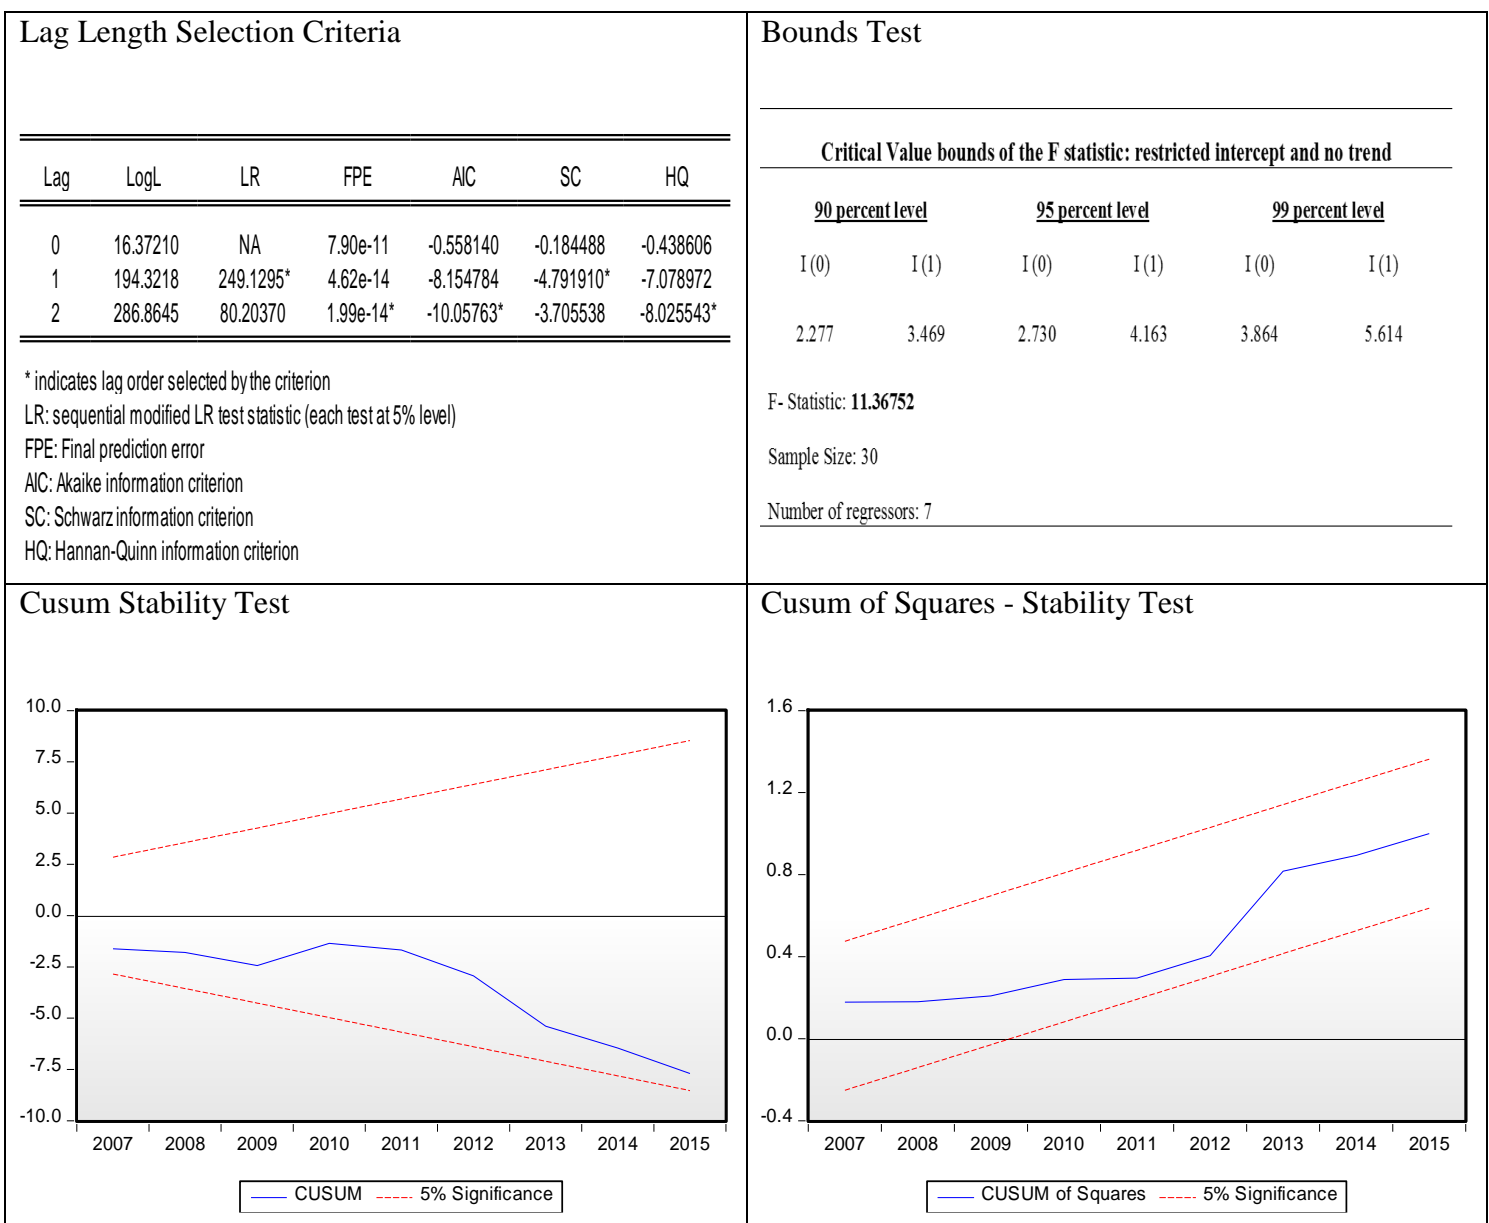 Lag Length Selection Criteria
Lag LogL LR FPE AIC SC HQ
0 16.37210 NA 7.90e-11 -0.558140 -0.184488 -0.438606
1 194.3218 249.1295* 4.62e-14 -8.154784 -4.791910* -7.078972
2 286.8645 80.20370 1.99e-14* -10.05763* -3.705538 -8.025543*
* indicates lag order selected by the criterion
LR: sequential modified LR test statistic (each test at 5% level)
FPE: Final prediction error
AIC: Akaike information criterion
SC: Schwarz information criterion
HQ: Hannan-Quinn information criterion
Bounds Test
Critical Value bounds of the F statistic: restricted intercept and no trend
90 percent level 95 percent level 99 percent level
I (0) I (1) I (0) I (1) I (0) I (1)
2.277 3.469 2.730 4.163 3.864 5.614
F- Statistic: 11.36752
Sample Size: 30
Number of regressors: 7
Cusum Stability Test
10.0
7.5
5.0
2.5
0.0
-2.5
-5.0
-7.5
-10.0
2007 2008 2009 2010 2011 2012 2013 2014 2015
CUSUM 5% Significance
Cusum of Squares - Stability Test
1.6
1.2
0.8
0.4
0.0
-0.4
2007 2008 2009 2010 2011 2012 2013 2014 2015
CUSUM of Squares 5% Significance